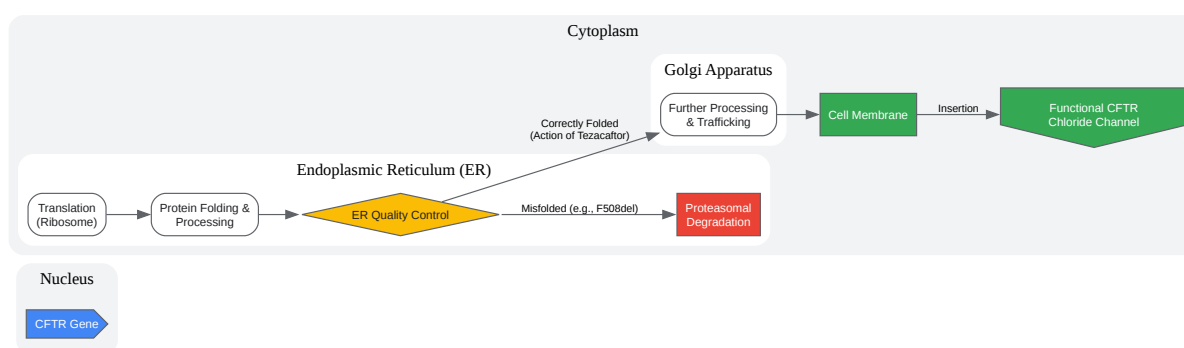 Cytoplasm
Golgi Apparatus
Further Processing
& Trafficking
Cell Membrane
Insertion
Functional CFTR
Chloride Channel
Correctly Folded
(Action of Tezacaftor)
Endoplasmic Reticulum (ER)
Translation
(Ribosome)
Protein Folding &
Processing
ER Quality Control
Misfolded (e.g., F508del)
Proteasomal
Degradation
Nucleus
CFTR Gene